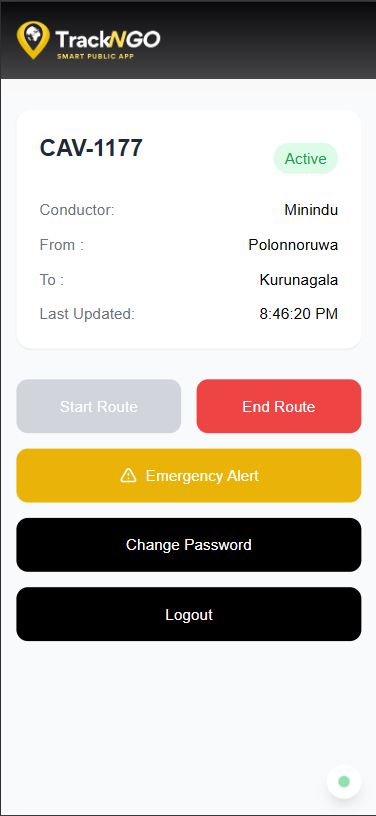 TrackNGO
SMART PUBLIC APP
CAV-1177
Active
Conductor: Minindu
From : Polonnoruwa
To : Kurunagala
Last Updated: 8:46:20 PM
Start Route End Route
Emergency Alert
Change Password
Logout